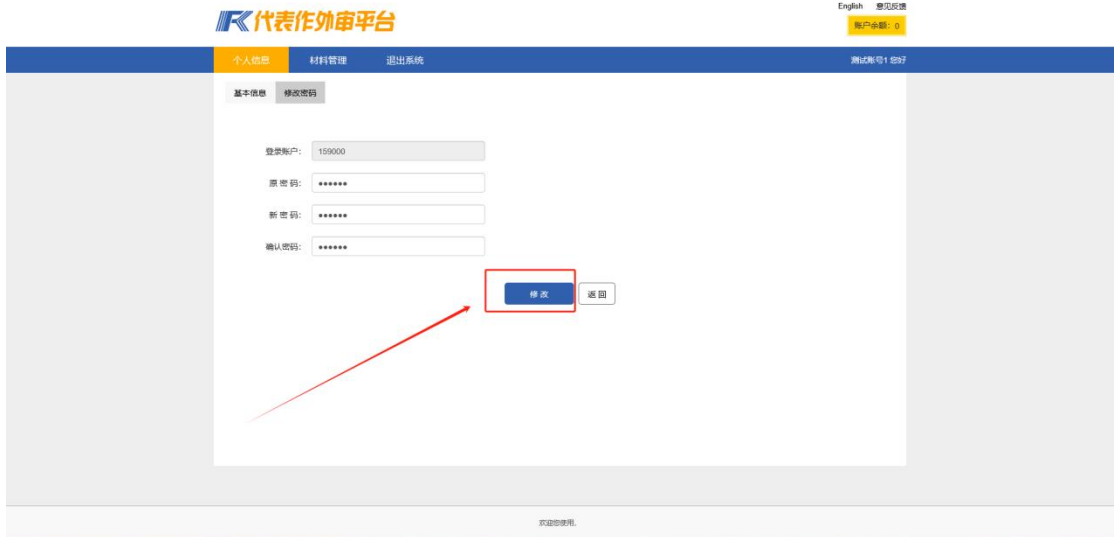 English 意见反馈
代表作外审平台
账户余额：0
个人信息 材料管理 退出系统 测试账号1 您好
基本信息 修改密码
登录账户： 159000
原 密 码： ••••••
新 密 码： ••••••
确认密码： ••••••
修 改 返 回
欢迎您使用.